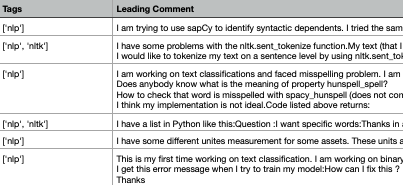 Tags Leading Comment
['nlp'] I am trying to use sapCy to identify syntactic dependents. I tried the sam
['nlp', 'nltk'] I have some problems with the nltk.sent_tokenize function.My text (that I
I would like to tokenize my text on a sentence level by using nltk.sent_tok
['nlp'] I am working on text classifications and faced misspelling problem. I am
Does anybody know what is the meaning of property hunspell_spell?
How to check that word is misspelled with spacy_hunspell (does not con
I think my implementation is not ideal.Code listed above returns:
['nlp', 'nltk'] I have a list in Python like this:Question :I want specific words:Thanks in a
['nlp'] I have some different unites measurement for some assets. These units a
['nlp'] This is my first time working on text classification. I am working on binary
I get this error message when I try to train my model:How can I fix this ?
Thanks